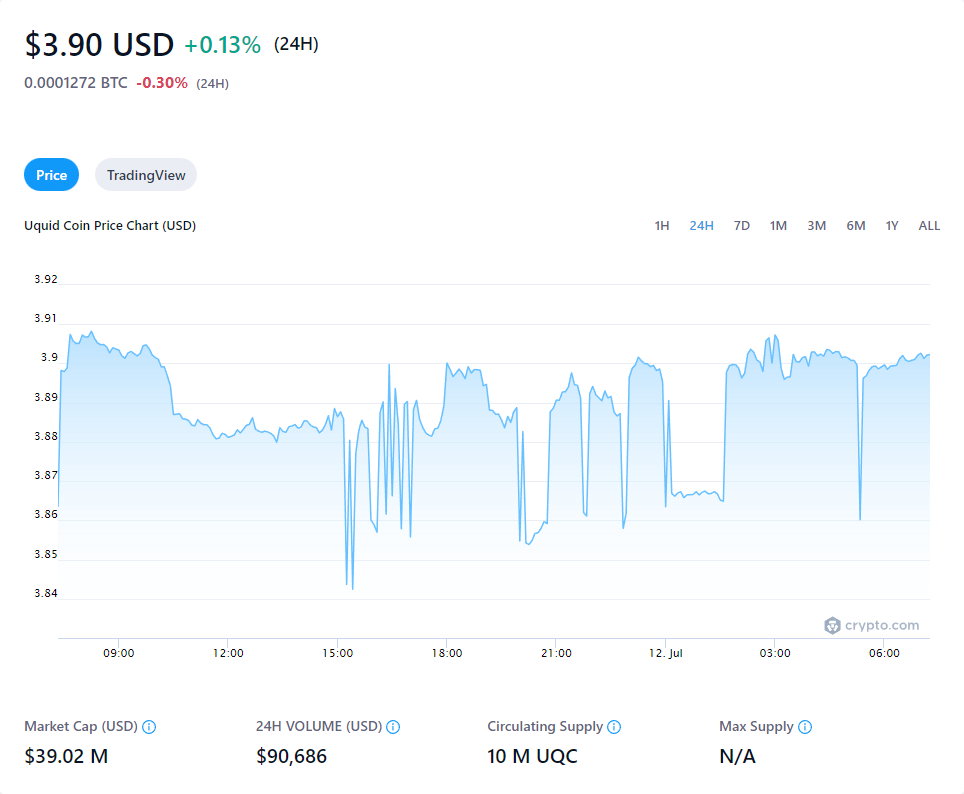 $3.90 USD +0.13% (24H)
0.0001272 BTC -0.30% (24H)
Price TradingView
Uquid Coin Price Chart (USD) 1H 24H 7D 1M 3M 6M 1Y ALL
3.92
3.91
3.9
3.89
3.88
3.87
3.86
3.85
3.84
crypto.com
09:00 12:00 15:00 18:00 21:00 12. Jul 03:00 06:00
Market Cap (USD) 24H VOLUME (USD) Circulating Supply Max Supply
$39.02 M $90,686 10 M UQC N/A